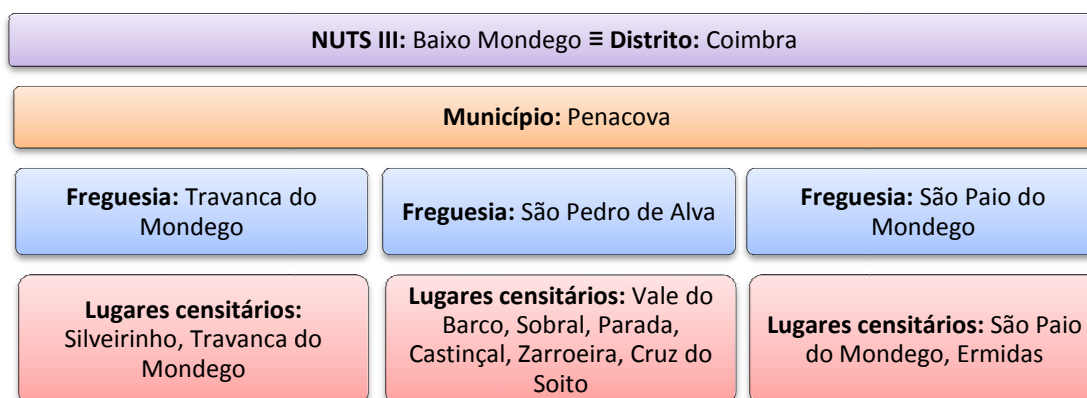 NUTS III: Baixo Mondego ≡ Distrito: Coimbra
Município: Penacova
Freguesia: Travanca do
Mondego
Freguesia: São Pedro de Alva
Freguesia: São Paio do
Mondego
Lugares censitários:
Silveirinho, Travanca do
Mondego
Lugares censitários: Vale do
Barco, Sobral, Parada,
Castinçal, Zarroeira, Cruz do
Soito
Lugares censitários: São Paio
do Mondego, Ermidas